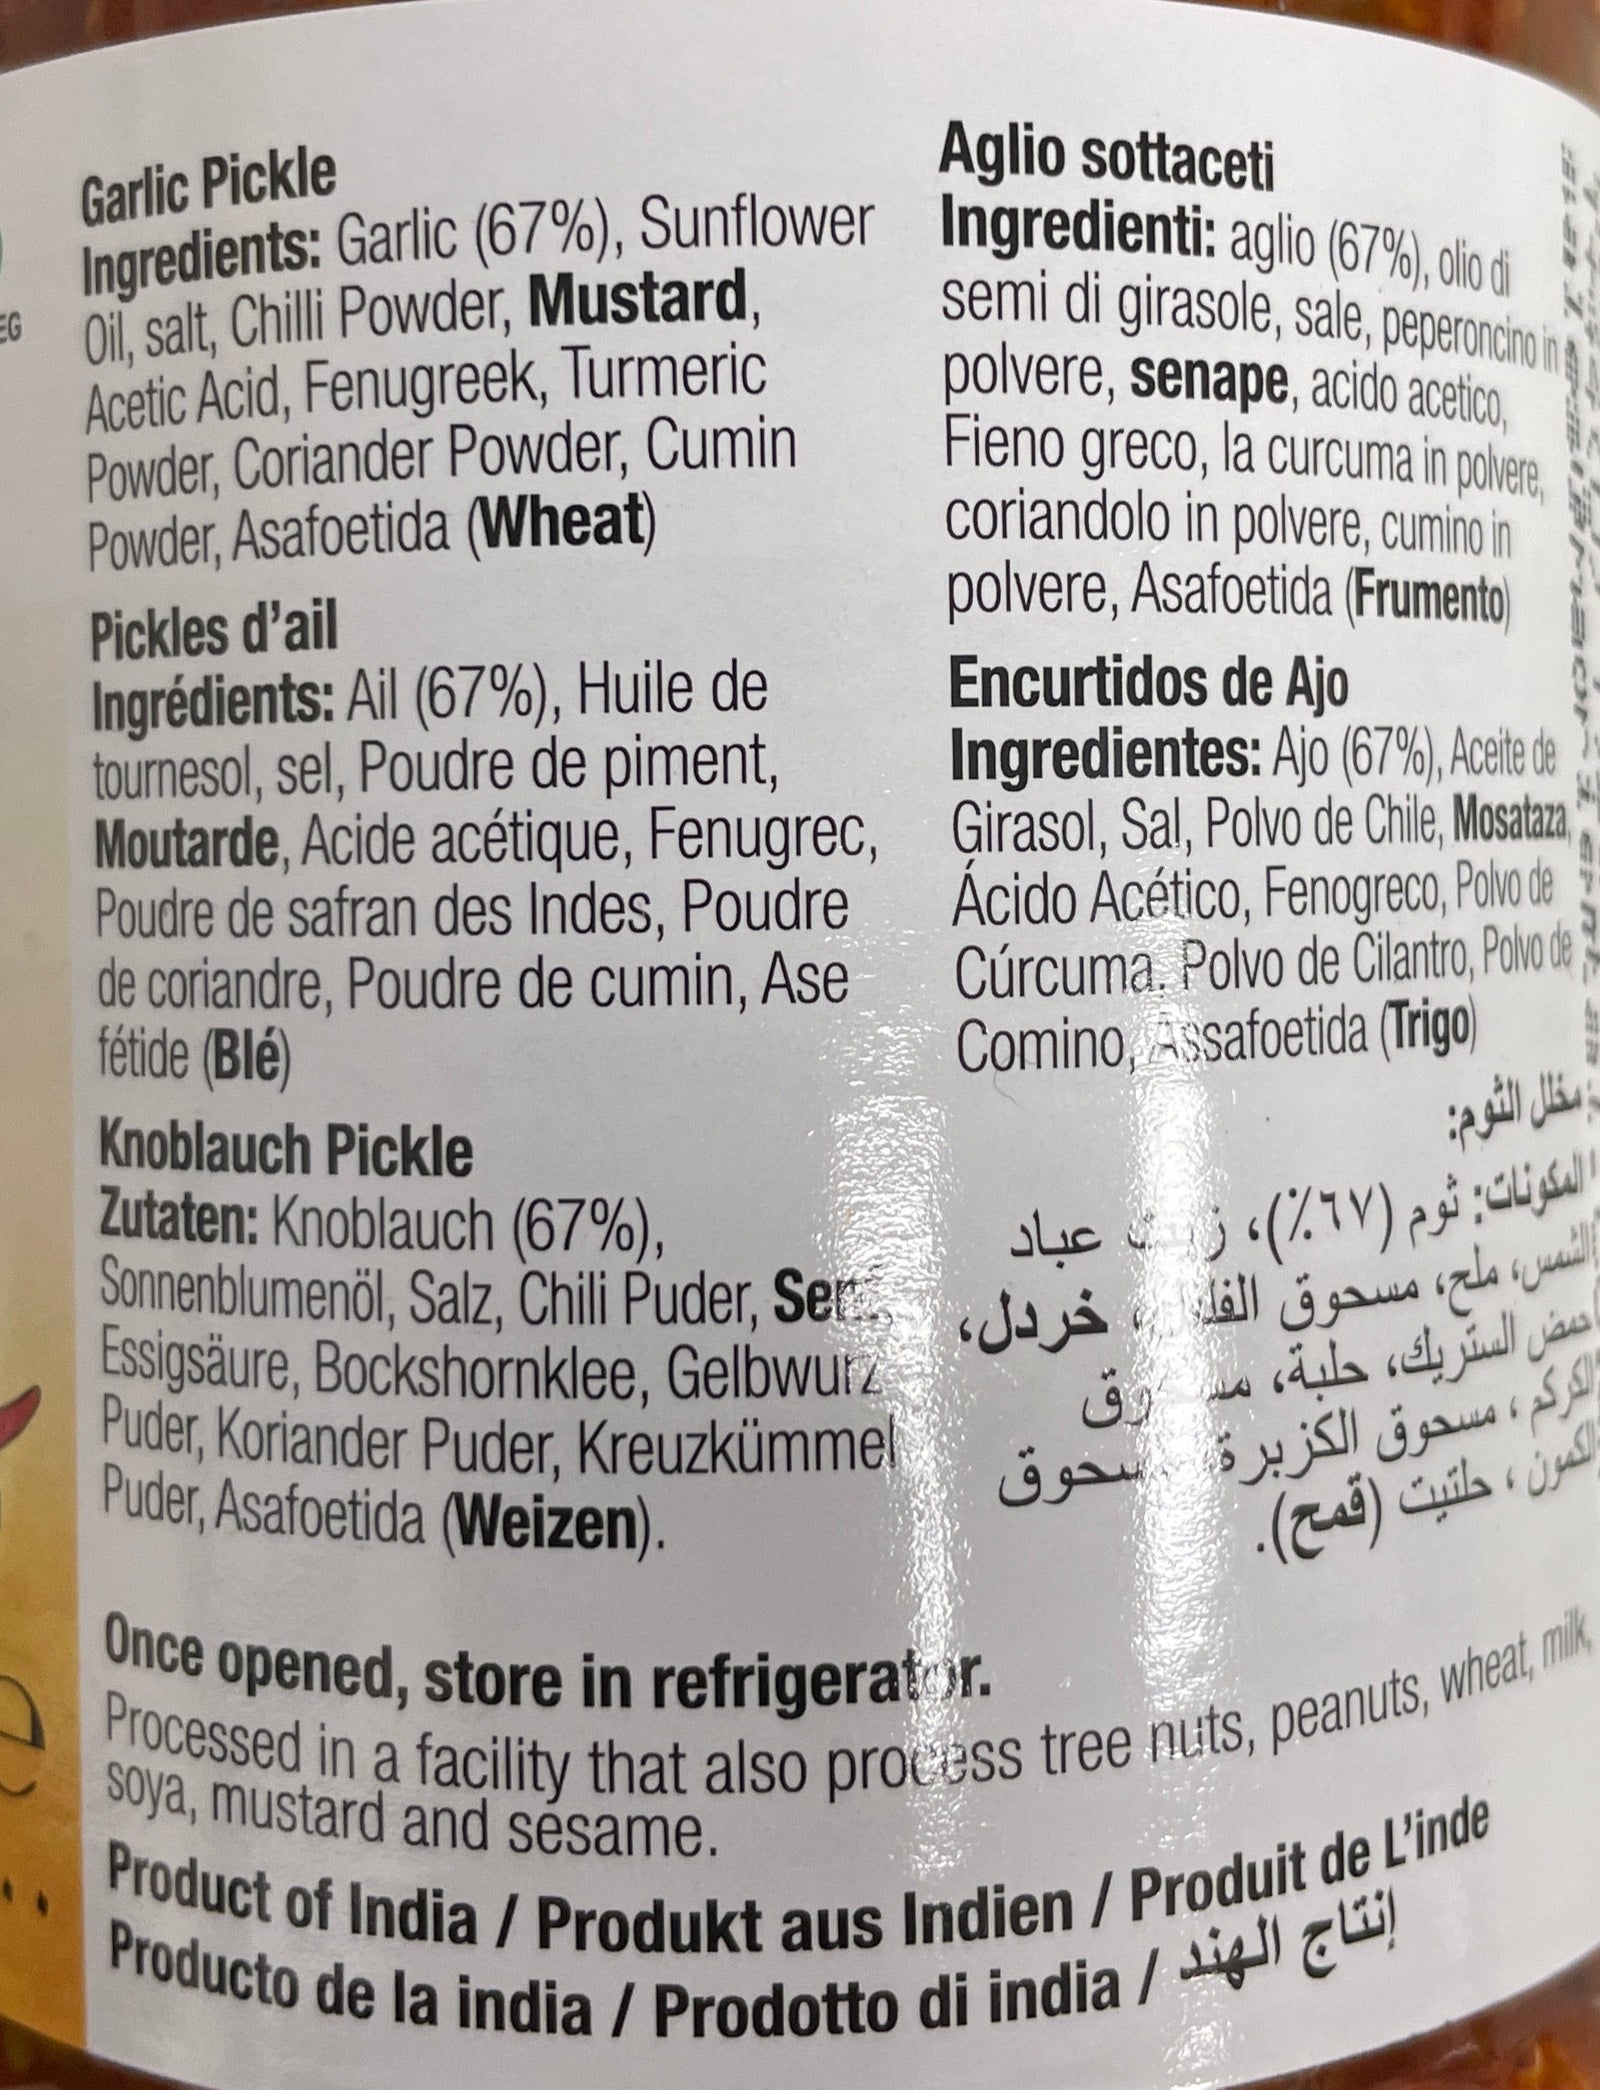 EG
Garlic Pickle
Ingredients: Garlic (67%), Sunflower
Oil, salt, Chilli Powder, Mustard,
Acetic Acid, Fenugreek, Turmeric
Powder, Coriander Powder, Cumin
Powder, Asafoetida (Wheat)
Pickles d'ail
Ingrédients: Ail (67%), Huile de
tournesol, sel, Poudre de piment,
Moutarde, Acide acétique, Fenugrec,
Poudre de safran des Indes, Poudre
de coriandre, Poudre de cumin, Ase
fétide (Blé)
Knoblauch Pickle
Zutaten: Knoblauch (67%),
Sonnenblumenöl, Salz, Chili Puder,
Essigsäure, Bockshornklee, Gelbwurz
Puder, Koriander Puder, Kreuzkümmel
Puder, Asafoetida (Weizen).
Aglio sottaceti
Ingredienti: aglio (67%), olio di
semi di girasole, sale, peperoncino in
polvere, senape, acido acetico,
Fieno greco, la curcuma in polvere,
coriandolo in polvere, cumino in
polvere, Asafoetida (Frumento)
Encurtidos de Ajo
Ingredientes: Ajo (67%), Aceite de
Girasol, Sal, Polvo de Chile, Mosataza,
Ácido Acético, Fenogreco, Polvo de
Cúrcuma, Polvo de Cilantro, Polvo de
Comino, Assafoetida (Trigo)
مخلل الثوم:
المكونات: ثوم (٦٧٪)، زيت عباد
الشمس، ملح، مسحوق خردل،
حمض الستريك، حلبة، مسحوق
الكركم ، مسحوق الكزبرة، مسحوق
الكمون ، حلتيت (قمح).
Once opened, store in refrigerator.
Processed in a facility that also process tree nuts, peanuts, wheat, milk,
soya, mustard and sesame.
Product of India / Produkt aus Indien / Produit de L'inde
Producto de la india / Prodotto di india / إنتاج الهند